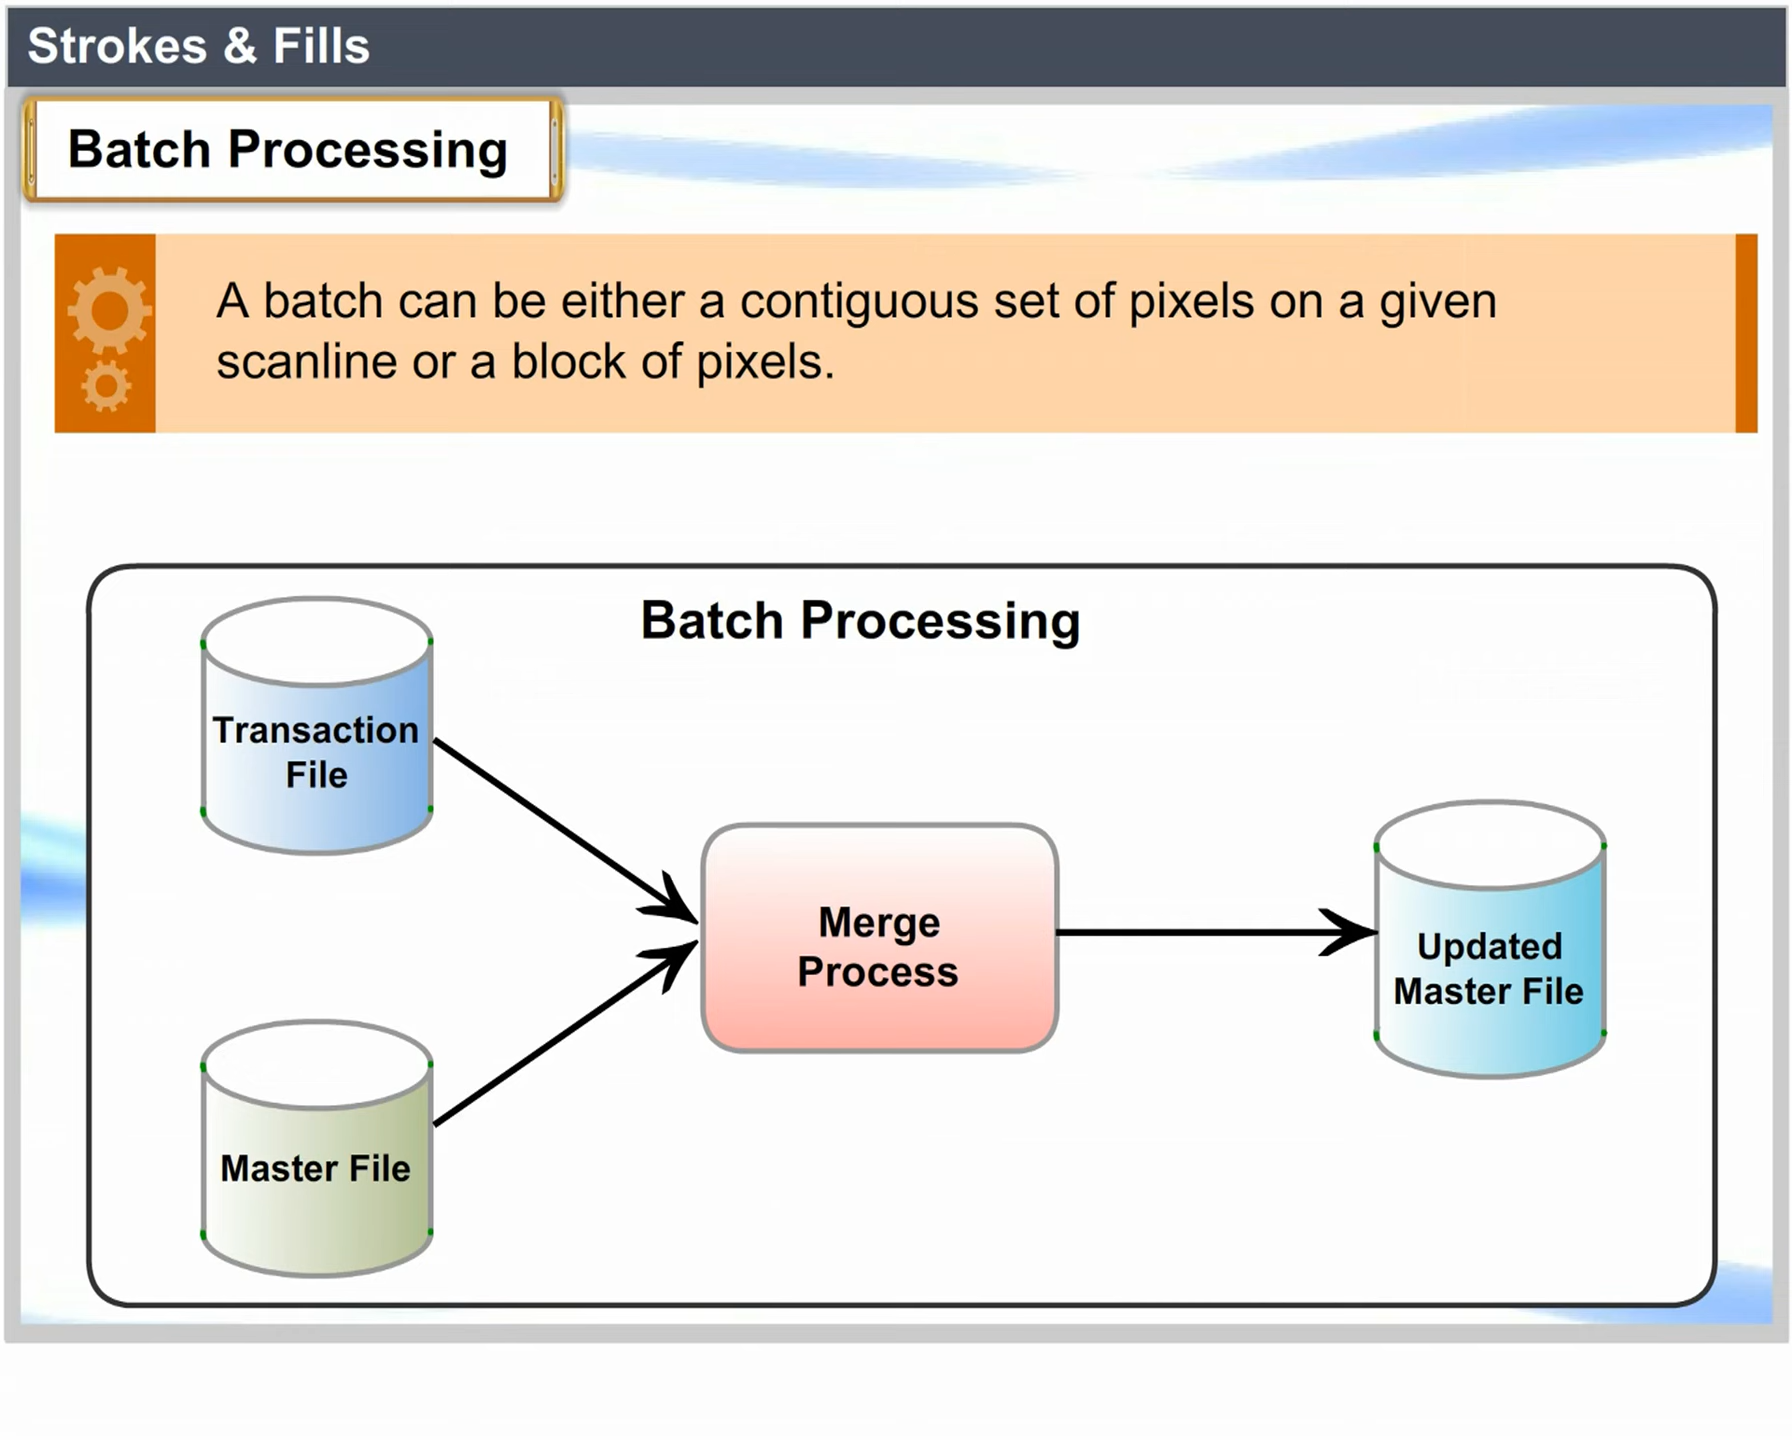 Strokes & Fills
Batch Processing
A batch can be either a contiguous set of pixels on a given
scanline or a block of pixels.
Batch Processing
Transaction
File
Merge
Process
Updated
Master File
Master File